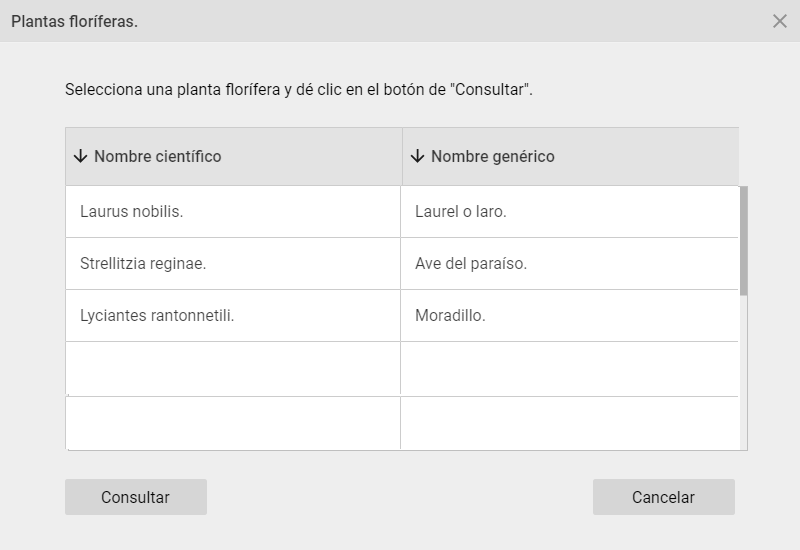 Plantas floríferas.
Selecciona una planta florífera y dé clic en el botón de "Consultar".
Nombre científico Nombre genérico
Laurus nobilis. Laurel o laro.
Strellitzia reginae. Ave del paraíso.
Lyciantes rantonnetili. Moradillo.
Consultar Cancelar